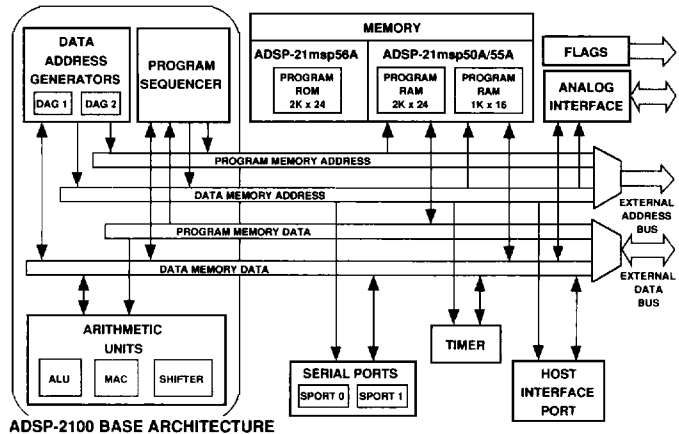 MEMORY
DATA
ADDRESS
GENERATORS
DAG 1
DAG 2
PROGRAM
SEQUENCER
ADSP-21msp56A
PROGRAM
ROM
2K x 24
ADSP-21msp50A/55A
PROGRAM
RAM
2K x 24
PROGRAM
RAM
1K x 16
FLAGS
ANALOG
INTERFACE
PROGRAM MEMORY ADDRESS
DATA MEMORY ADDRESS
PROGRAM MEMORY DATA
DATA MEMORY DATA
EXTERNAL
ADDRESS
BUS
EXTERNAL
DATA
BUS
ARITHMETIC
UNITS
ALU
MAC
SHIFTER
SERIAL PORTS
SPORT 0
SPORT 1
TIMER
HOST
INTERFACE
PORT
ADSP-2100 BASE ARCHITECTURE